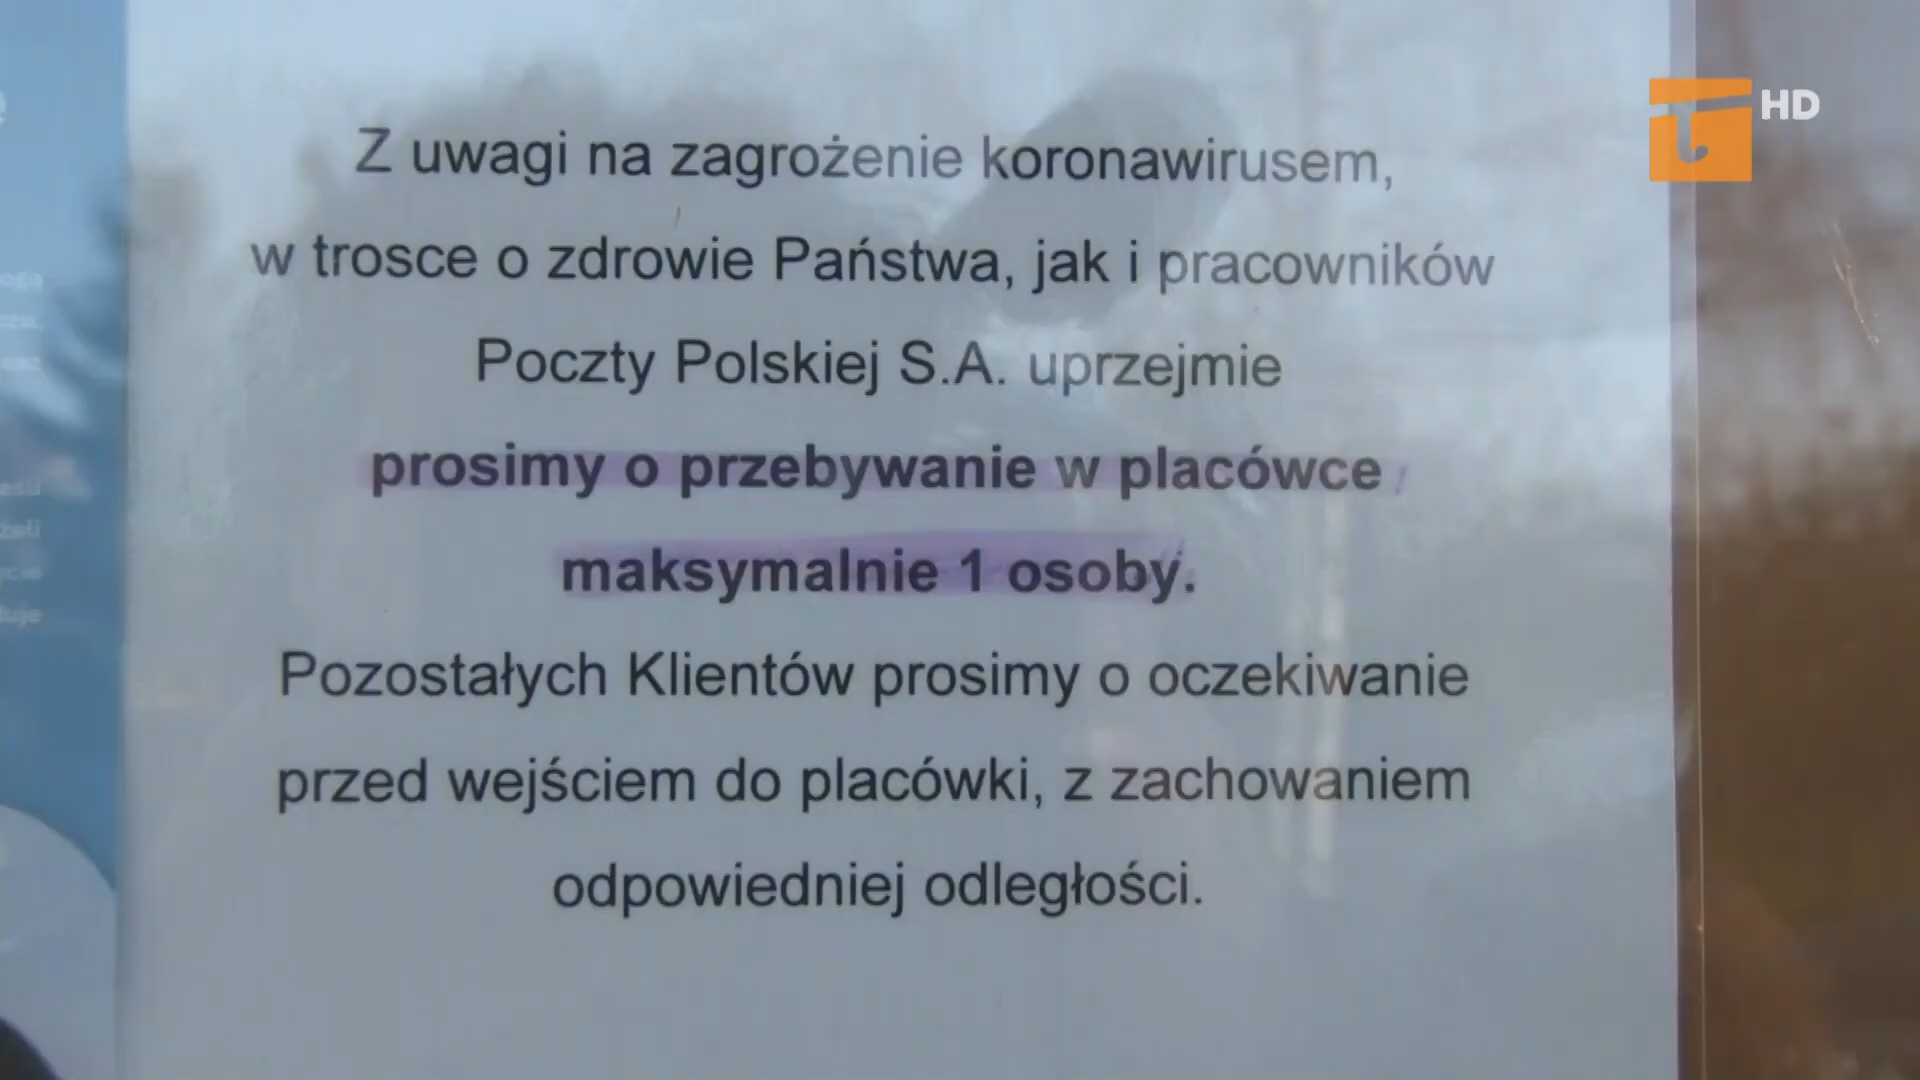 HD
Z uwagi na zagrożenie koronawirusem,
w trosce o zdrowie Państwa, jak i pracowników
Poczty Polskiej S.A. uprzejmie
prosimy o przebywanie w placówce
maksymalnie 1 osoby.
Pozostałych Klientów prosimy o oczekiwanie
przed wejściem do placówki, z zachowaniem
odpowiedniej odległości.